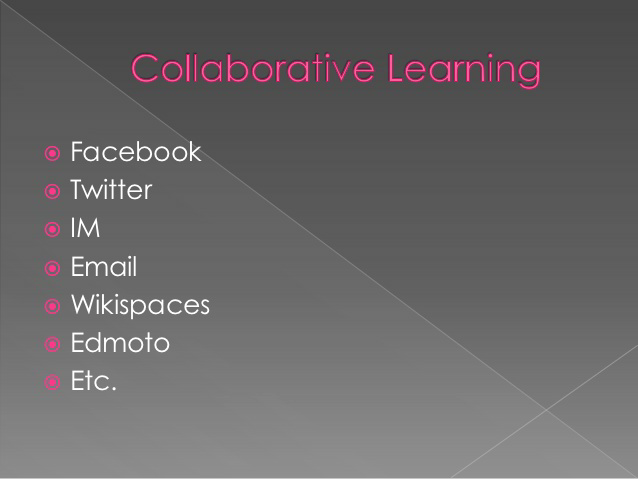 Collaborative Learning
Facebook
Twitter
IM
Email
Wikispaces
Edmoto
Etc.